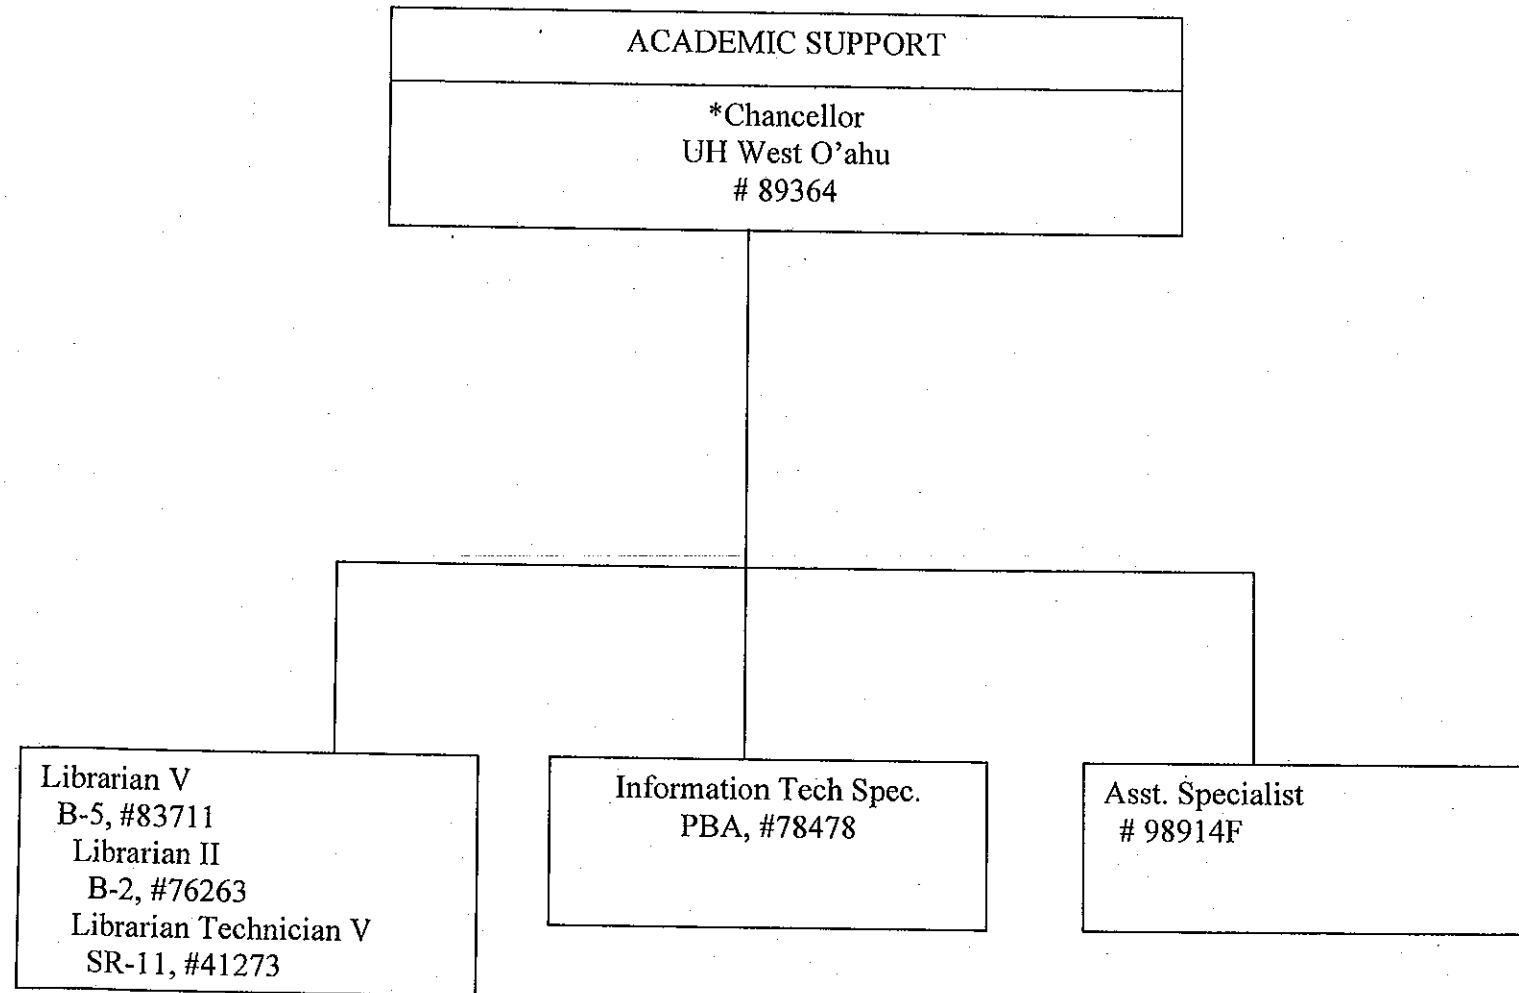 ACADEMIC SUPPORT
*Chancellor
UH West O’ahu
# 89364
Librarian V
B-5, #83711
Librarian II
B-2, #76263
Librarian Technician V
SR-11, #41273
Information Tech Spec.
PBA, #78478
Asst. Specialist
# 98914F